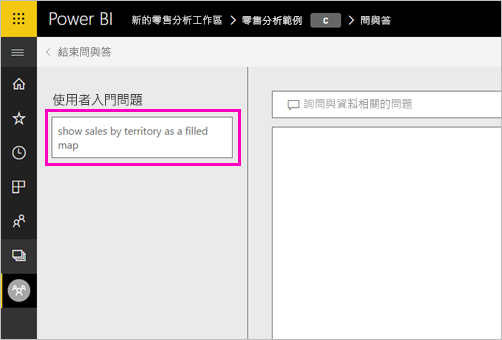 Power BI 新的零售分析工作區 > 零售分析範例 C > 問與答
< 結束問與答
使用者入門問題
show sales by territory as a filled
map
詢問與資料相關的問題